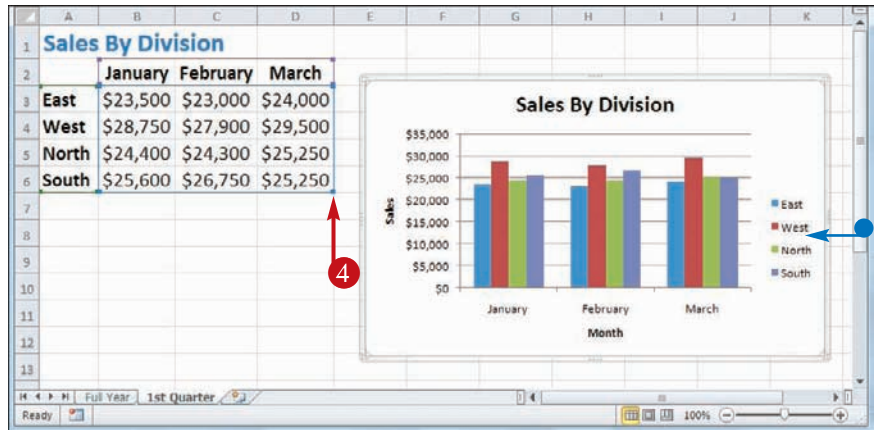 A B C D E F G H I J K
1 Sales By Division
2 January February March
3 East $23,500 $23,000 $24,000
4 West $28,750 $27,900 $29,500
5 North $24,400 $24,300 $25,250
6 South $25,600 $26,750 $25,250
7
8
9
10
11
12
13
4
Sales By Division
$35,000
$30,000
$25,000
$20,000
$15,000
$10,000
$5,000
$0
Sales
January February March
Month
East
West
North
South
Full Year 1st Quarter
Ready 100%